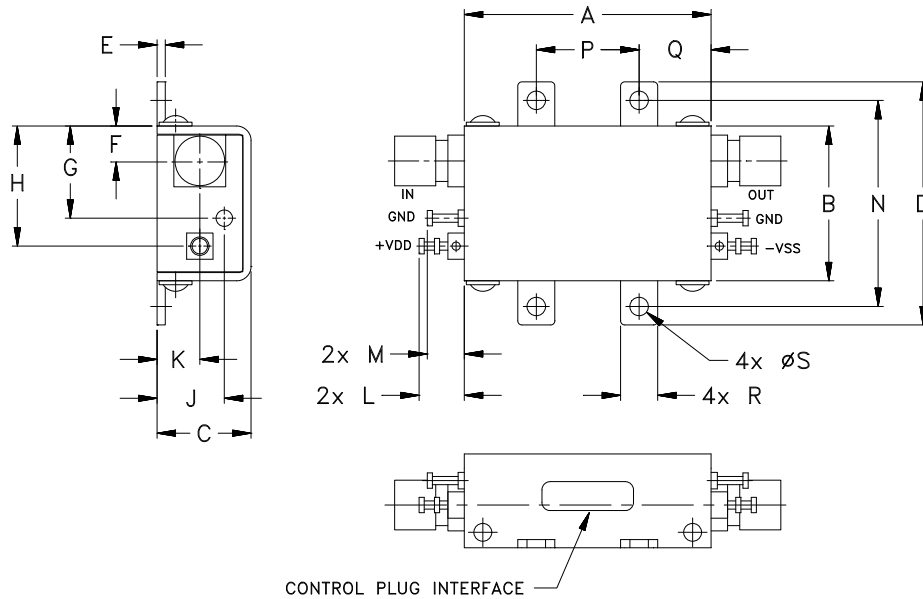 A
E
P
Q
F
G
H
IN
OUT
GND
GND
B
N
D
+VDD
-VSS
2x M
K
4x øS
2x L
J
4x R
C
CONTROL PLUG INTERFACE